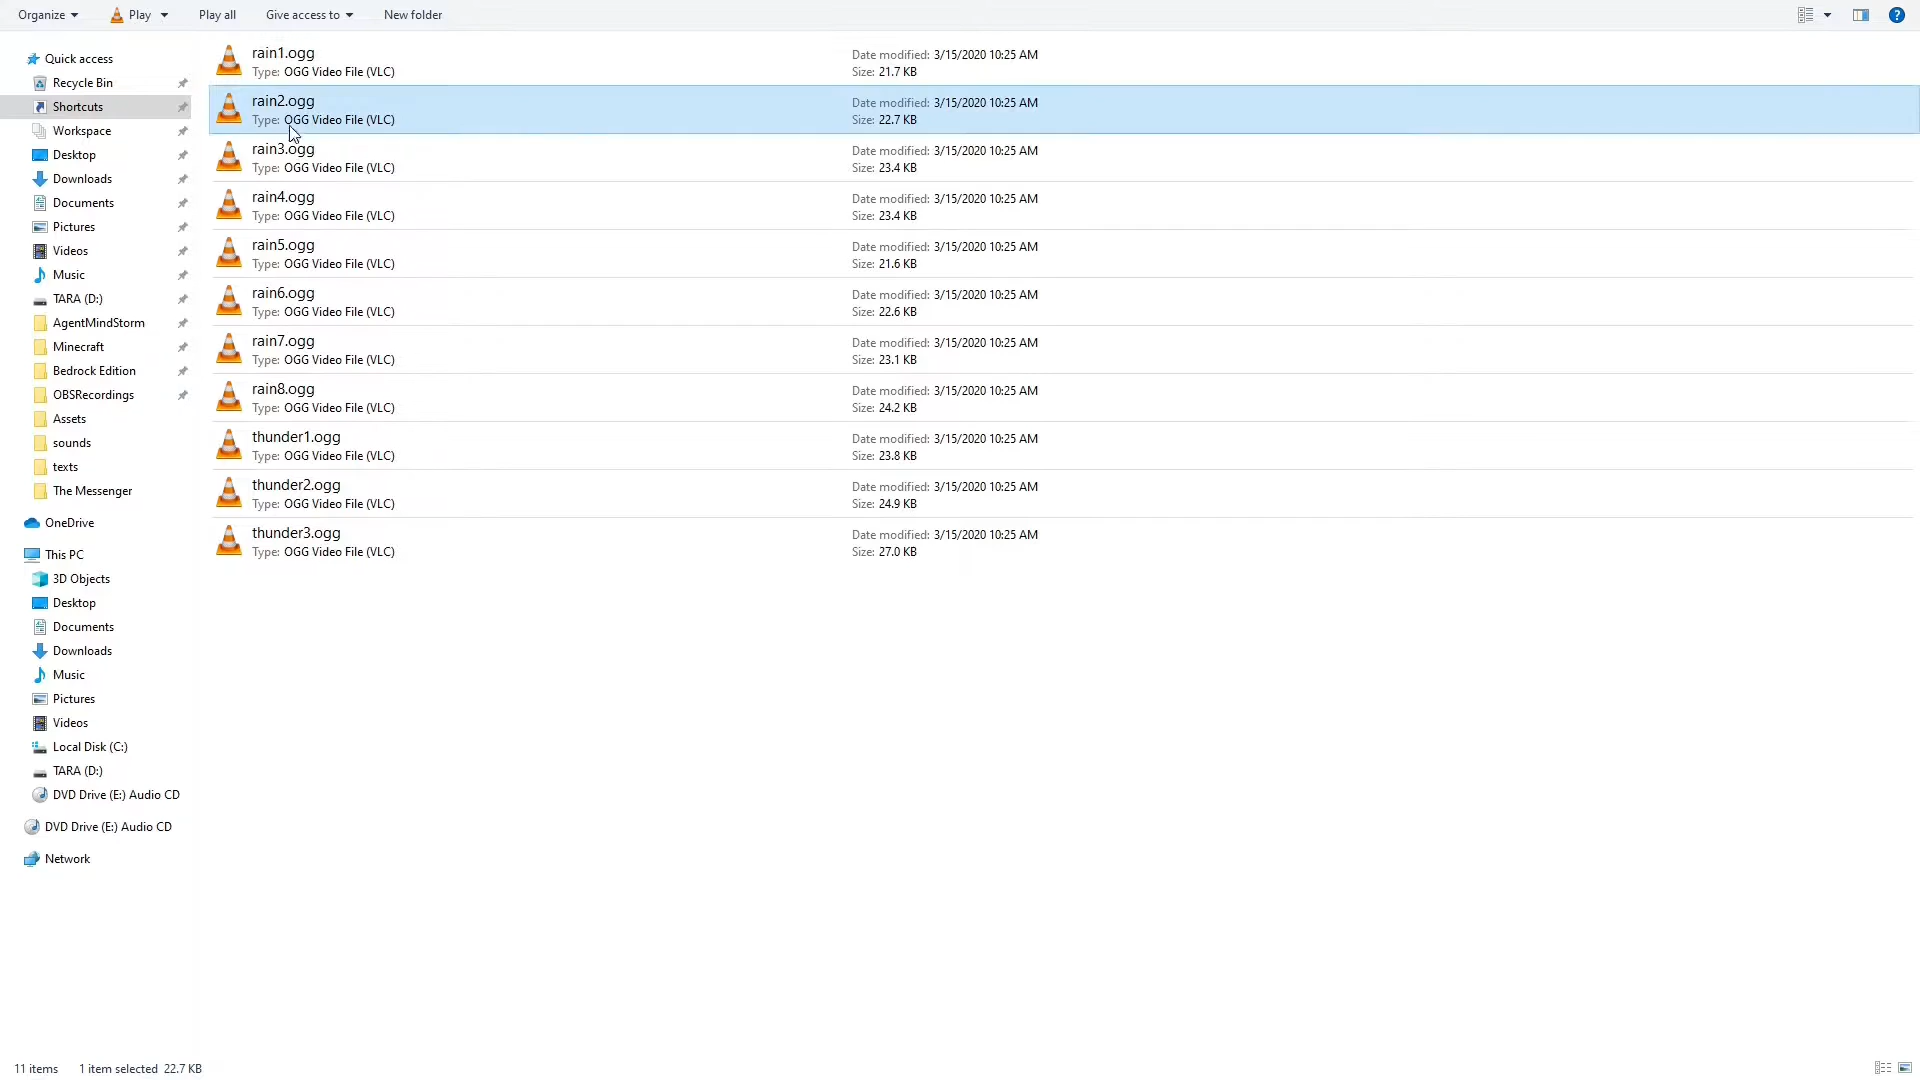 Organize Play Play all Give access to New folder
Quick access
Recycle Bin
Shortcuts
Workspace
Desktop
Downloads
Documents
Pictures
Videos
Music
TARA (D:)
AgentMindStorm
Minecraft
Bedrock Edition
OBSRecordings
Assets
sounds
texts
The Messenger
OneDrive
This PC
3D Objects
Desktop
Documents
Downloads
Music
Pictures
Videos
Local Disk (C:)
TARA (D:)
DVD Drive (E:) Audio CD
DVD Drive (E:) Audio CD
Network
rain1.ogg Date modified: 3/15/2020 10:25 AM
Type: OGG Video File (VLC) Size: 21.7 KB
rain2.ogg Date modified: 3/15/2020 10:25 AM
Type: OGG Video File (VLC) Size: 22.7 KB
rain3.ogg Date modified: 3/15/2020 10:25 AM
Type: OGG Video File (VLC) Size: 23.4 KB
rain4.ogg Date modified: 3/15/2020 10:25 AM
Type: OGG Video File (VLC) Size: 23.4 KB
rain5.ogg Date modified: 3/15/2020 10:25 AM
Type: OGG Video File (VLC) Size: 21.6 KB
rain6.ogg Date modified: 3/15/2020 10:25 AM
Type: OGG Video File (VLC) Size: 22.6 KB
rain7.ogg Date modified: 3/15/2020 10:25 AM
Type: OGG Video File (VLC) Size: 23.1 KB
rain8.ogg Date modified: 3/15/2020 10:25 AM
Type: OGG Video File (VLC) Size: 24.2 KB
thunder1.ogg Date modified: 3/15/2020 10:25 AM
Type: OGG Video File (VLC) Size: 23.8 KB
thunder2.ogg Date modified: 3/15/2020 10:25 AM
Type: OGG Video File (VLC) Size: 24.9 KB
thunder3.ogg Date modified: 3/15/2020 10:25 AM
Type: OGG Video File (VLC) Size: 27.0 KB
11 items 1 item selected 22.7 KB